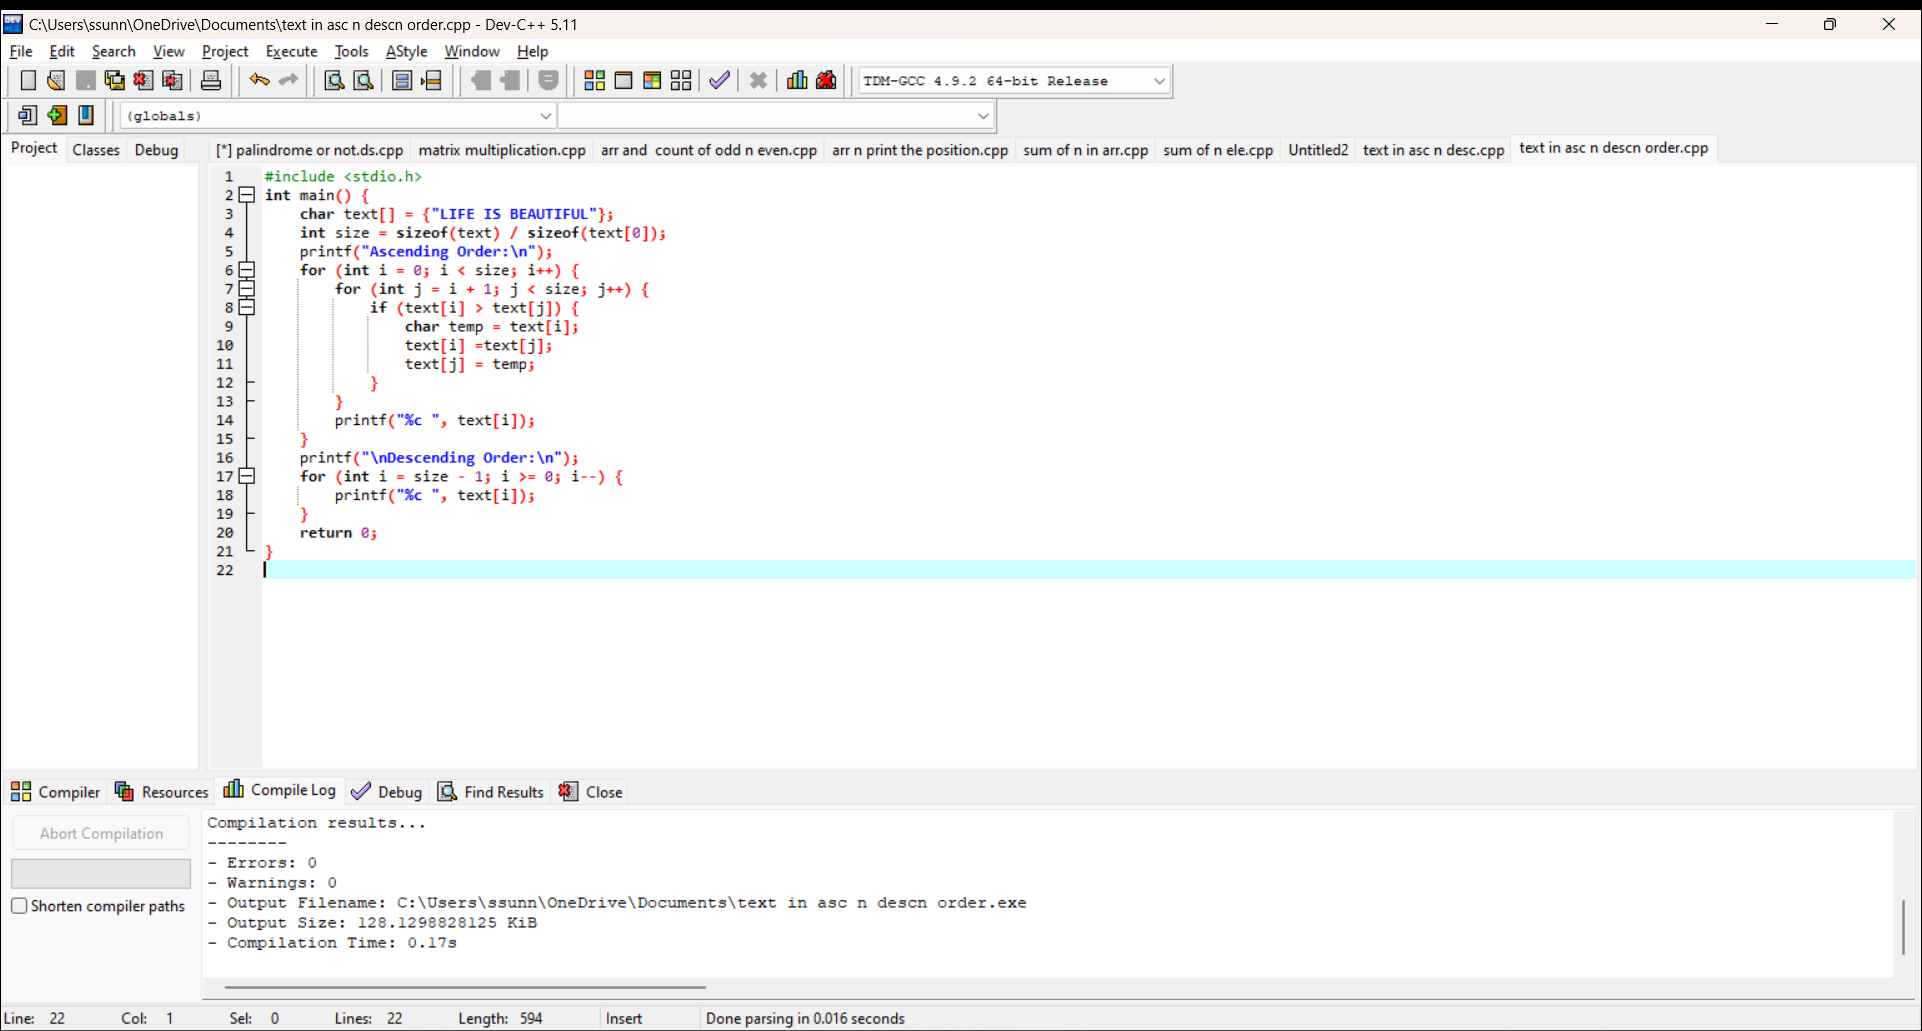 C:\Users\ssunn\OneDrive\Documents\text in asc n descn order.cpp - Dev-C++ 5.11
File Edit Search View Project Execute Tools AStyle Window Help
TDM-GCC 4.9.2 64-bit Release
(globals)
Project Classes Debug
[*] palindrome or not.ds.cpp matrix multiplication.cpp arr and  count of odd n even.cpp arr n print the position.cpp sum of n in arr.cpp sum of n ele.cpp Untitled2 text in asc n desc.cpp text in asc n descn order.cpp
1 #include <stdio.h>
2 int main() {
3     char text[] = {"LIFE IS BEAUTIFUL"};
4     int size = sizeof(text) / sizeof(text[0]);
5     printf("Ascending Order:\n");
6     for (int i = 0; i < size; i++) {
7         for (int j = i + 1; j < size; j++) {
8             if (text[i] > text[j]) {
9                 char temp = text[i];
10                 text[i] =text[j];
11                 text[j] = temp;
12             }
13         }
14         printf("%c ", text[i]);
15     }
16     printf("\nDescending Order:\n");
17     for (int i = size - 1; i >= 0; i--) {
18         printf("%c ", text[i]);
19     }
20     return 0;
21 }
22
Compiler Resources Compile Log Debug Find Results Close
Abort Compilation
Shorten compiler paths
Compilation results...
--------
- Errors: 0
- Warnings: 0
- Output Filename: C:\Users\ssunn\OneDrive\Documents\text in asc n descn order.exe
- Output Size: 128.1298828125 KiB
- Compilation Time: 0.17s
Line: 22 Col: 1 Sel: 0 Lines: 22 Length: 594 Insert Done parsing in 0.016 seconds